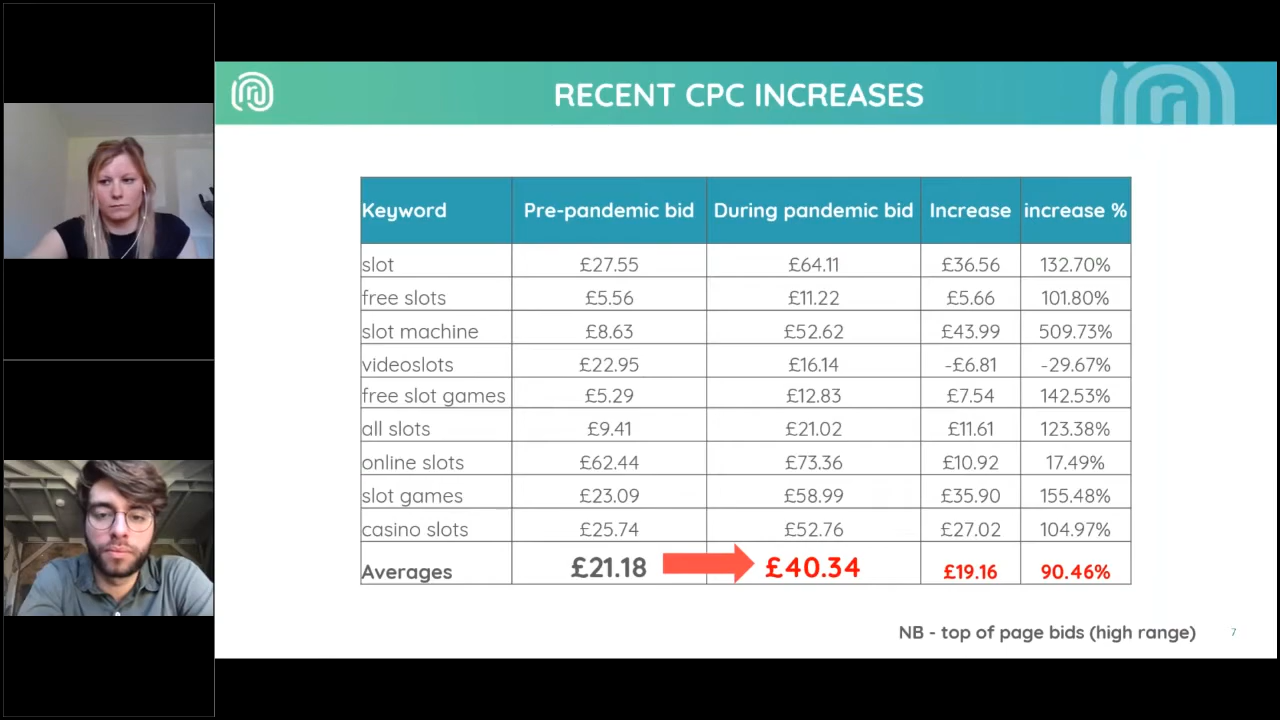 RECENT CPC INCREASES
Keyword Pre-pandemic bid During pandemic bid Increase increase %
slot £27.55 £64.11 £36.56 132.70%
free slots £5.56 £11.22 £5.66 101.80%
slot machine £8.63 £52.62 £43.99 509.73%
videoslots £22.95 £16.14 -£6.81 -29.67%
free slot games £5.29 £12.83 £7.54 142.53%
all slots £9.41 £21.02 £11.61 123.38%
online slots £62.44 £73.36 £10.92 17.49%
slot games £23.09 £58.99 £35.90 155.48%
casino slots £25.74 £52.76 £27.02 104.97%
Averages £21.18 £40.34 £19.16 90.46%
NB - top of page bids (high range) 7